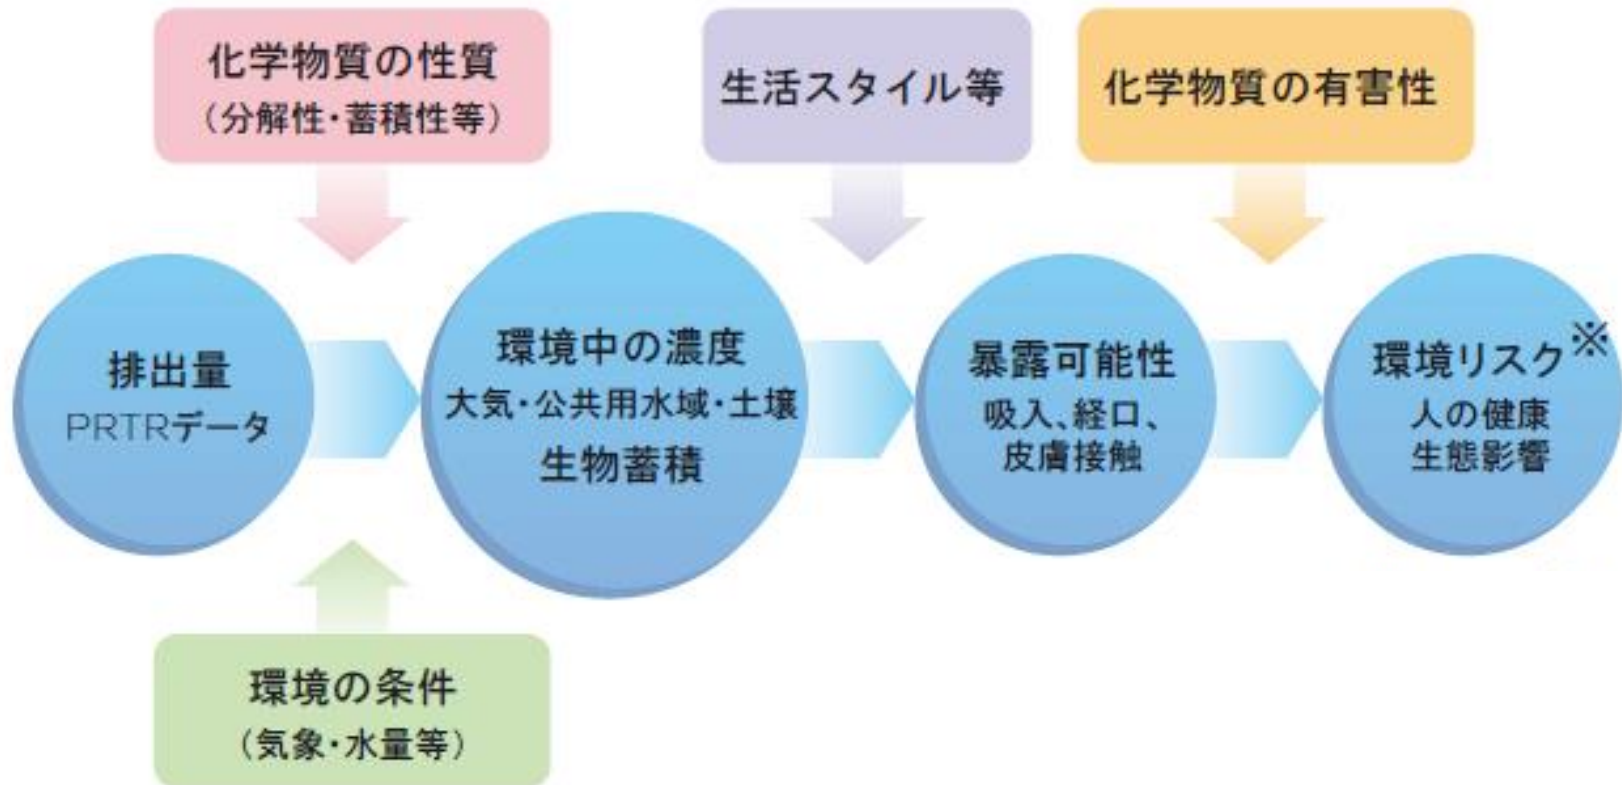 化学物質の性質
（分解性・蓄積性等）
生活スタイル等
化学物質の有害性
排出量
PRTRデータ
環境中の濃度
大気・公共用水域・土壌
生物蓄積
暴露可能性
吸入、経口、
皮膚接触
環境リスク※
人の健康
生態影響
環境の条件
（気象・水量等）